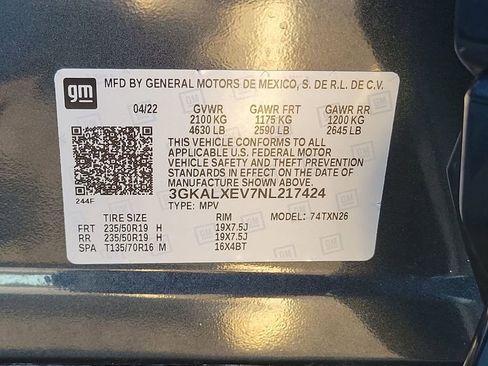 gm
MFD BY GENERAL MOTORS DE MEXICO, S. DE R.L. DE C.V.
04/22 GVWR GAWR FRT GAWR RR
2100 KG 1175 KG 1200 KG
4630 LB 2590 LB 2645 LB
THIS VEHICLE CONFORMS TO ALL
APPLICABLE U.S. FEDERAL MOTOR
VEHICLE SAFETY AND THEFT PREVENTION
STANDARDS IN EFFECT ON THE DATE OF
MANUFACTURE SHOWN ABOVE.
3GKALXEV7NL217424
244F TYPE: MPV
TIRE SIZE RIM MODEL: 74TXN26
FRT 235/50R19 H 19X7.5J
RR 235/50R19 H 19X7.5J
SPA T135/70R16 M 16X4BT